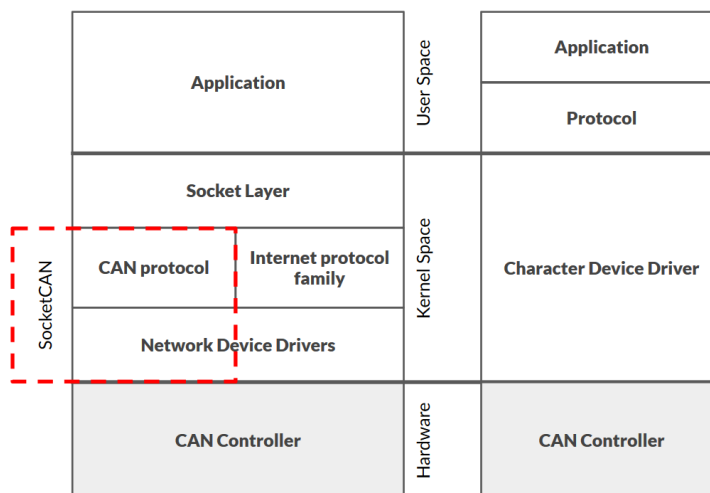 Application
User Space
Application
Protocol
Socket Layer
SocketCAN
CAN protocol
Internet protocol
family
Kernel Space
Character Device Driver
Network Device Drivers
CAN Controller
Hardware
CAN Controller